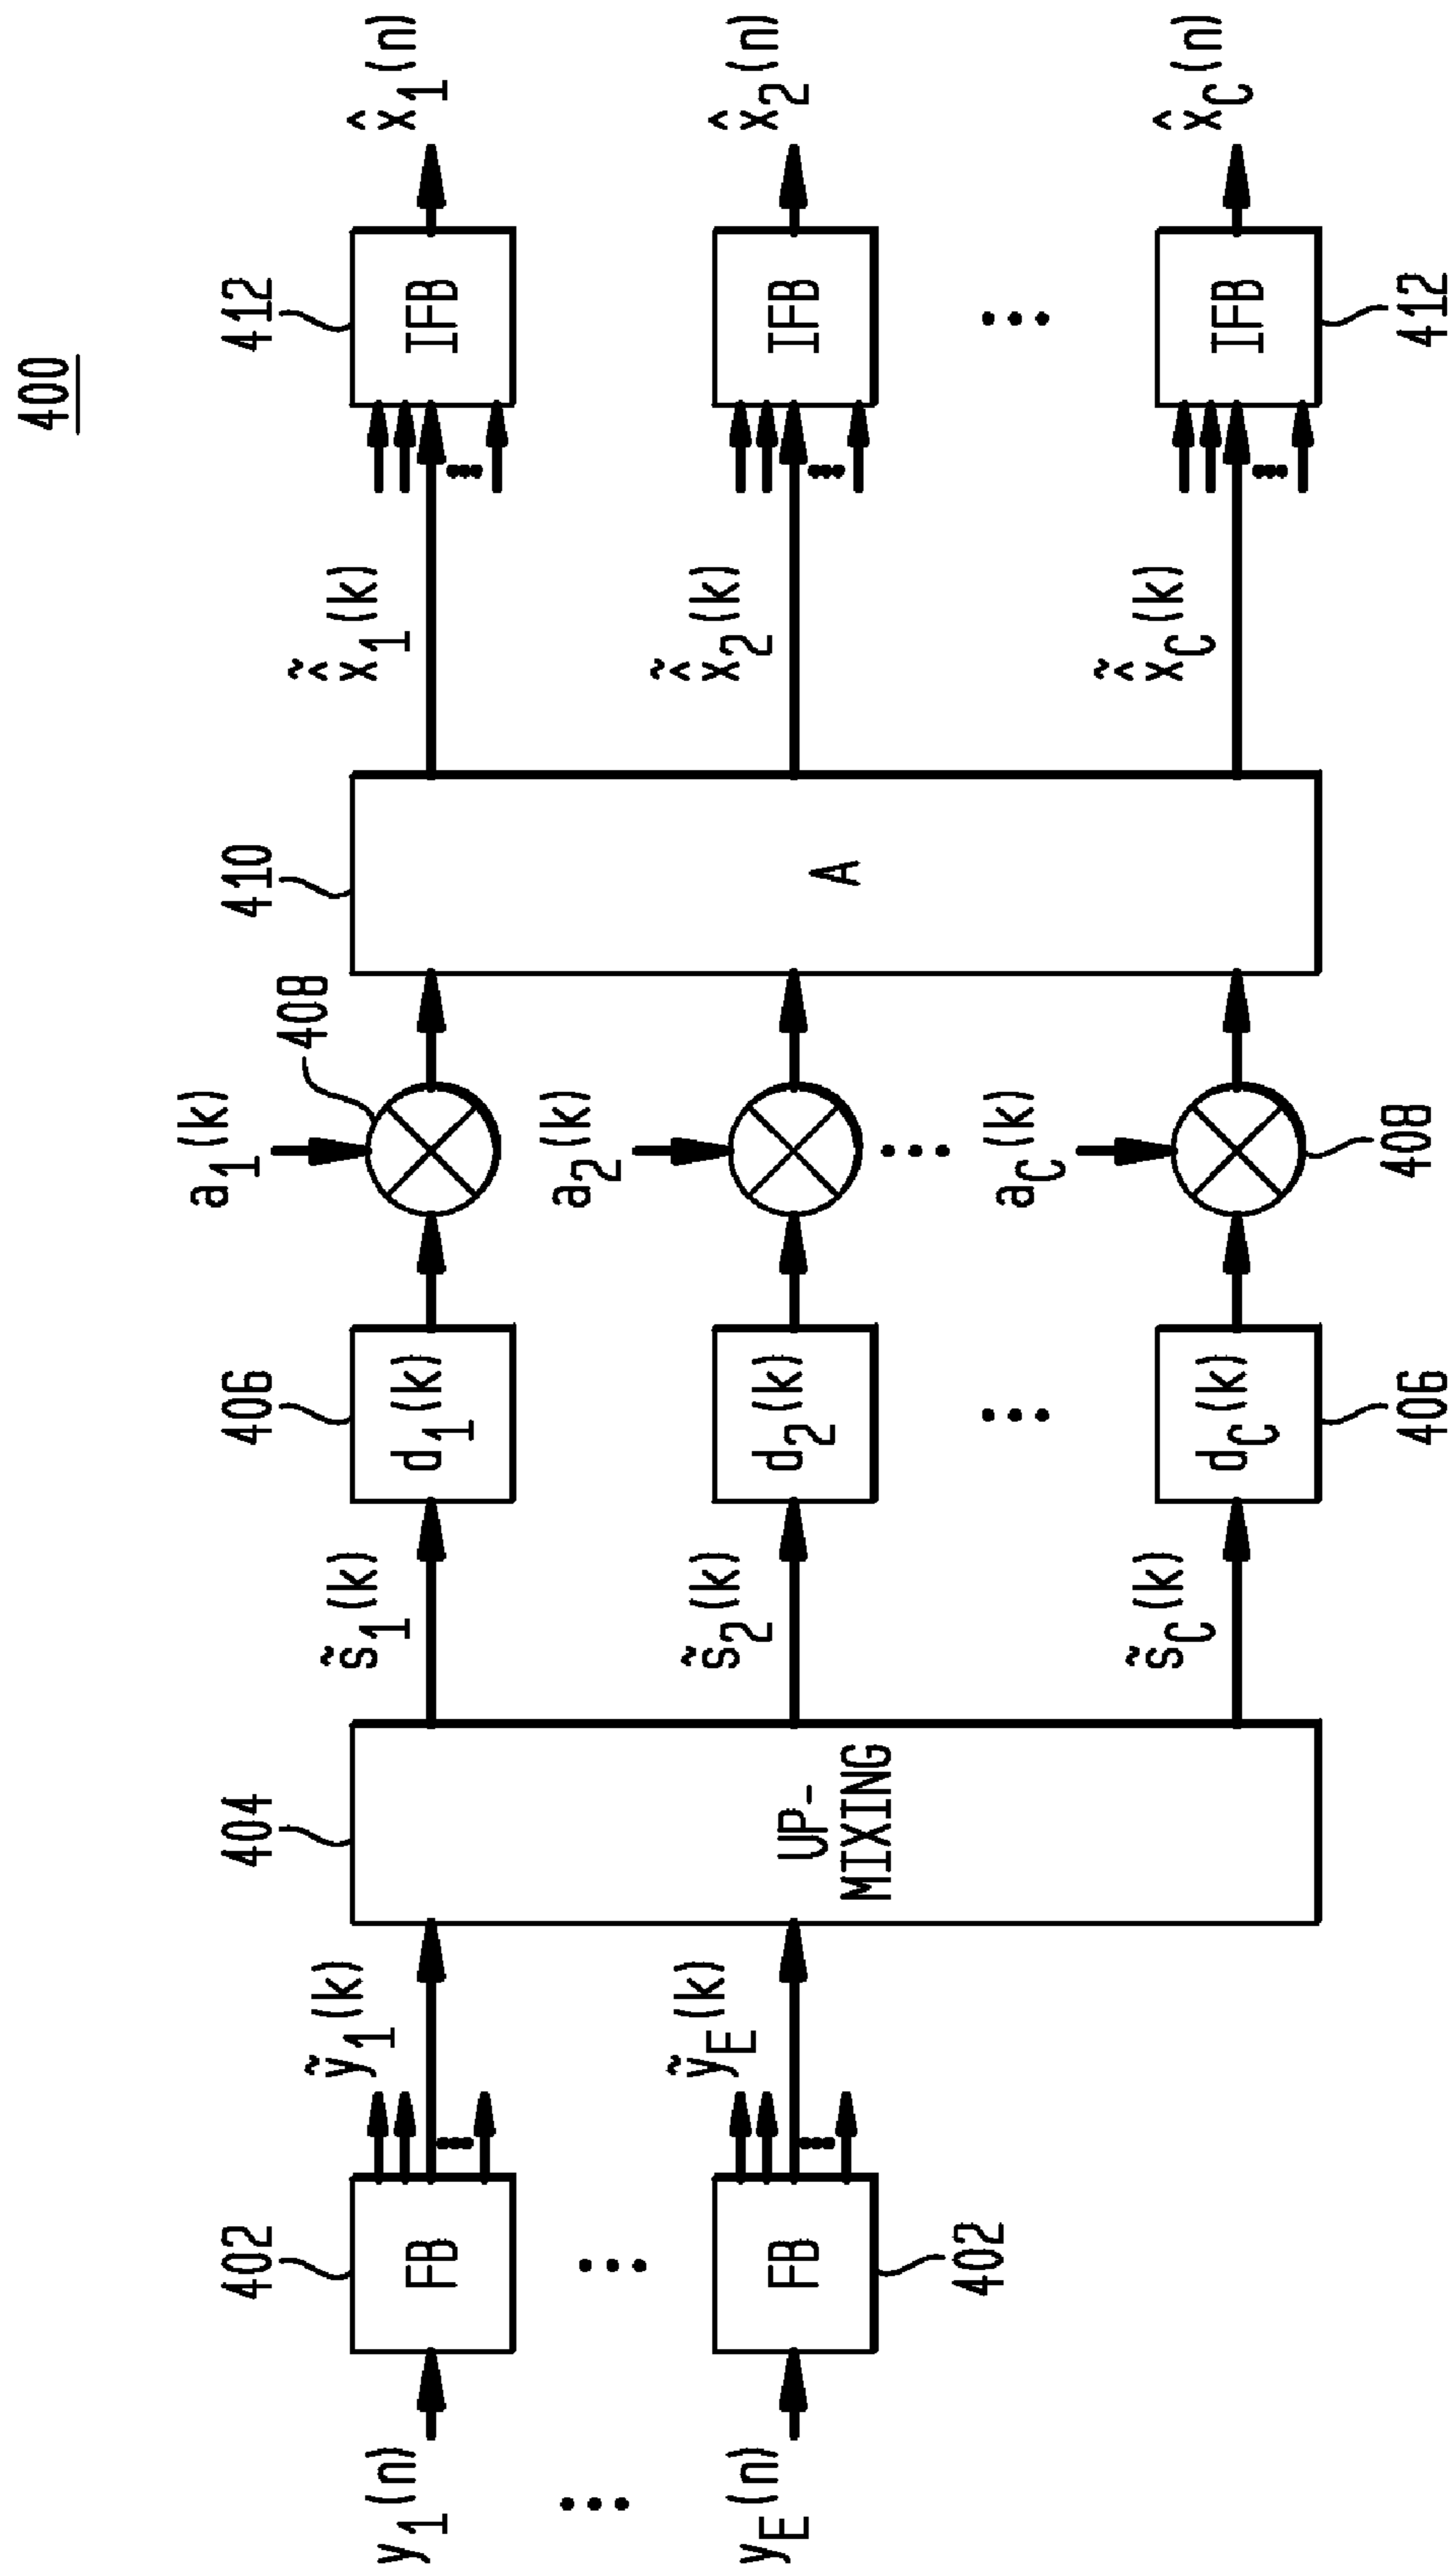 400
402
404
406
408
410
412
y₁(n)
FB
ỹ₁(k)
UP-
MIXING
s̃₁(k)
d₁(k)
a₁(k)
A
x̂̃₁(k)
IFB
x̂₁(n)
yE(n)
FB
402
ỹE(k)
s̃₂(k)
d₂(k)
a₂(k)
x̂̃₂(k)
IFB
x̂₂(n)
s̃C(k)
dC(k)
406
aC(k)
408
x̂̃C(k)
IFB
412
x̂C(n)